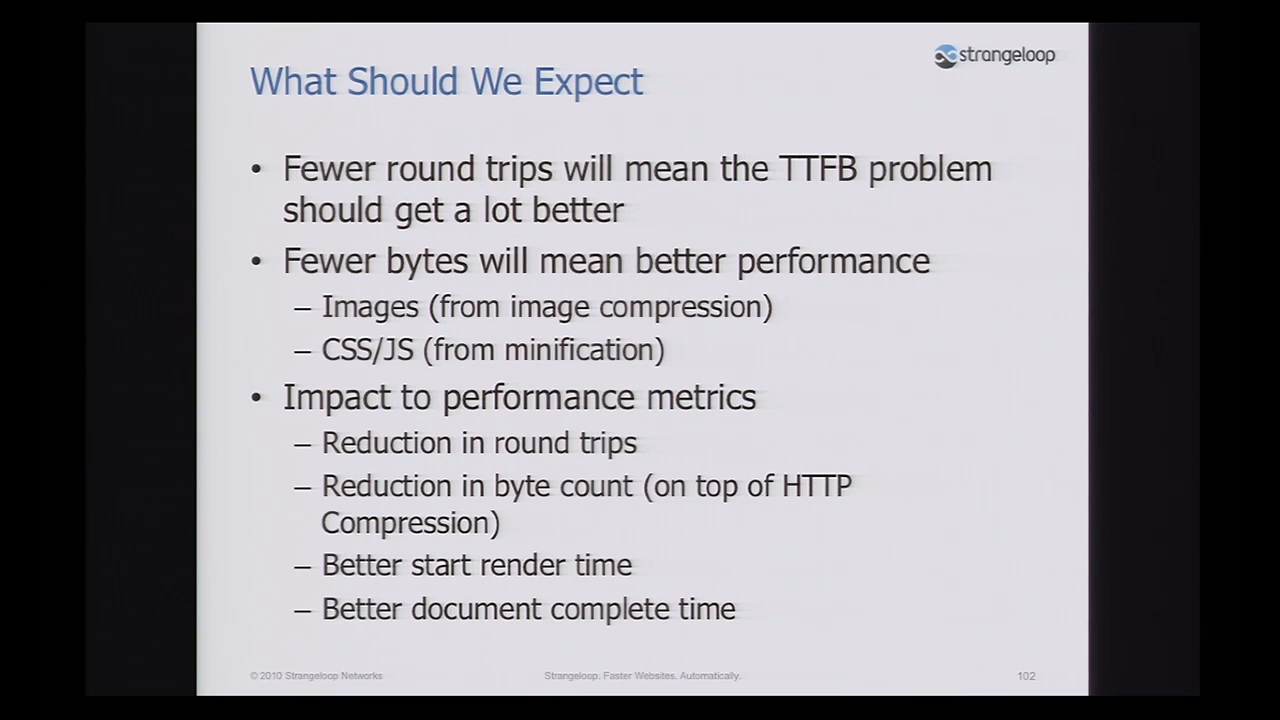 strangeloop
What Should We Expect
• Fewer round trips will mean the TTFB problem
should get a lot better
• Fewer bytes will mean better performance
– Images (from image compression)
– CSS/JS (from minification)
• Impact to performance metrics
– Reduction in round trips
– Reduction in byte count (on top of HTTP
Compression)
– Better start render time
– Better document complete time
© 2010 Strangeloop Networks
Strangeloop. Faster Websites. Automatically.
102